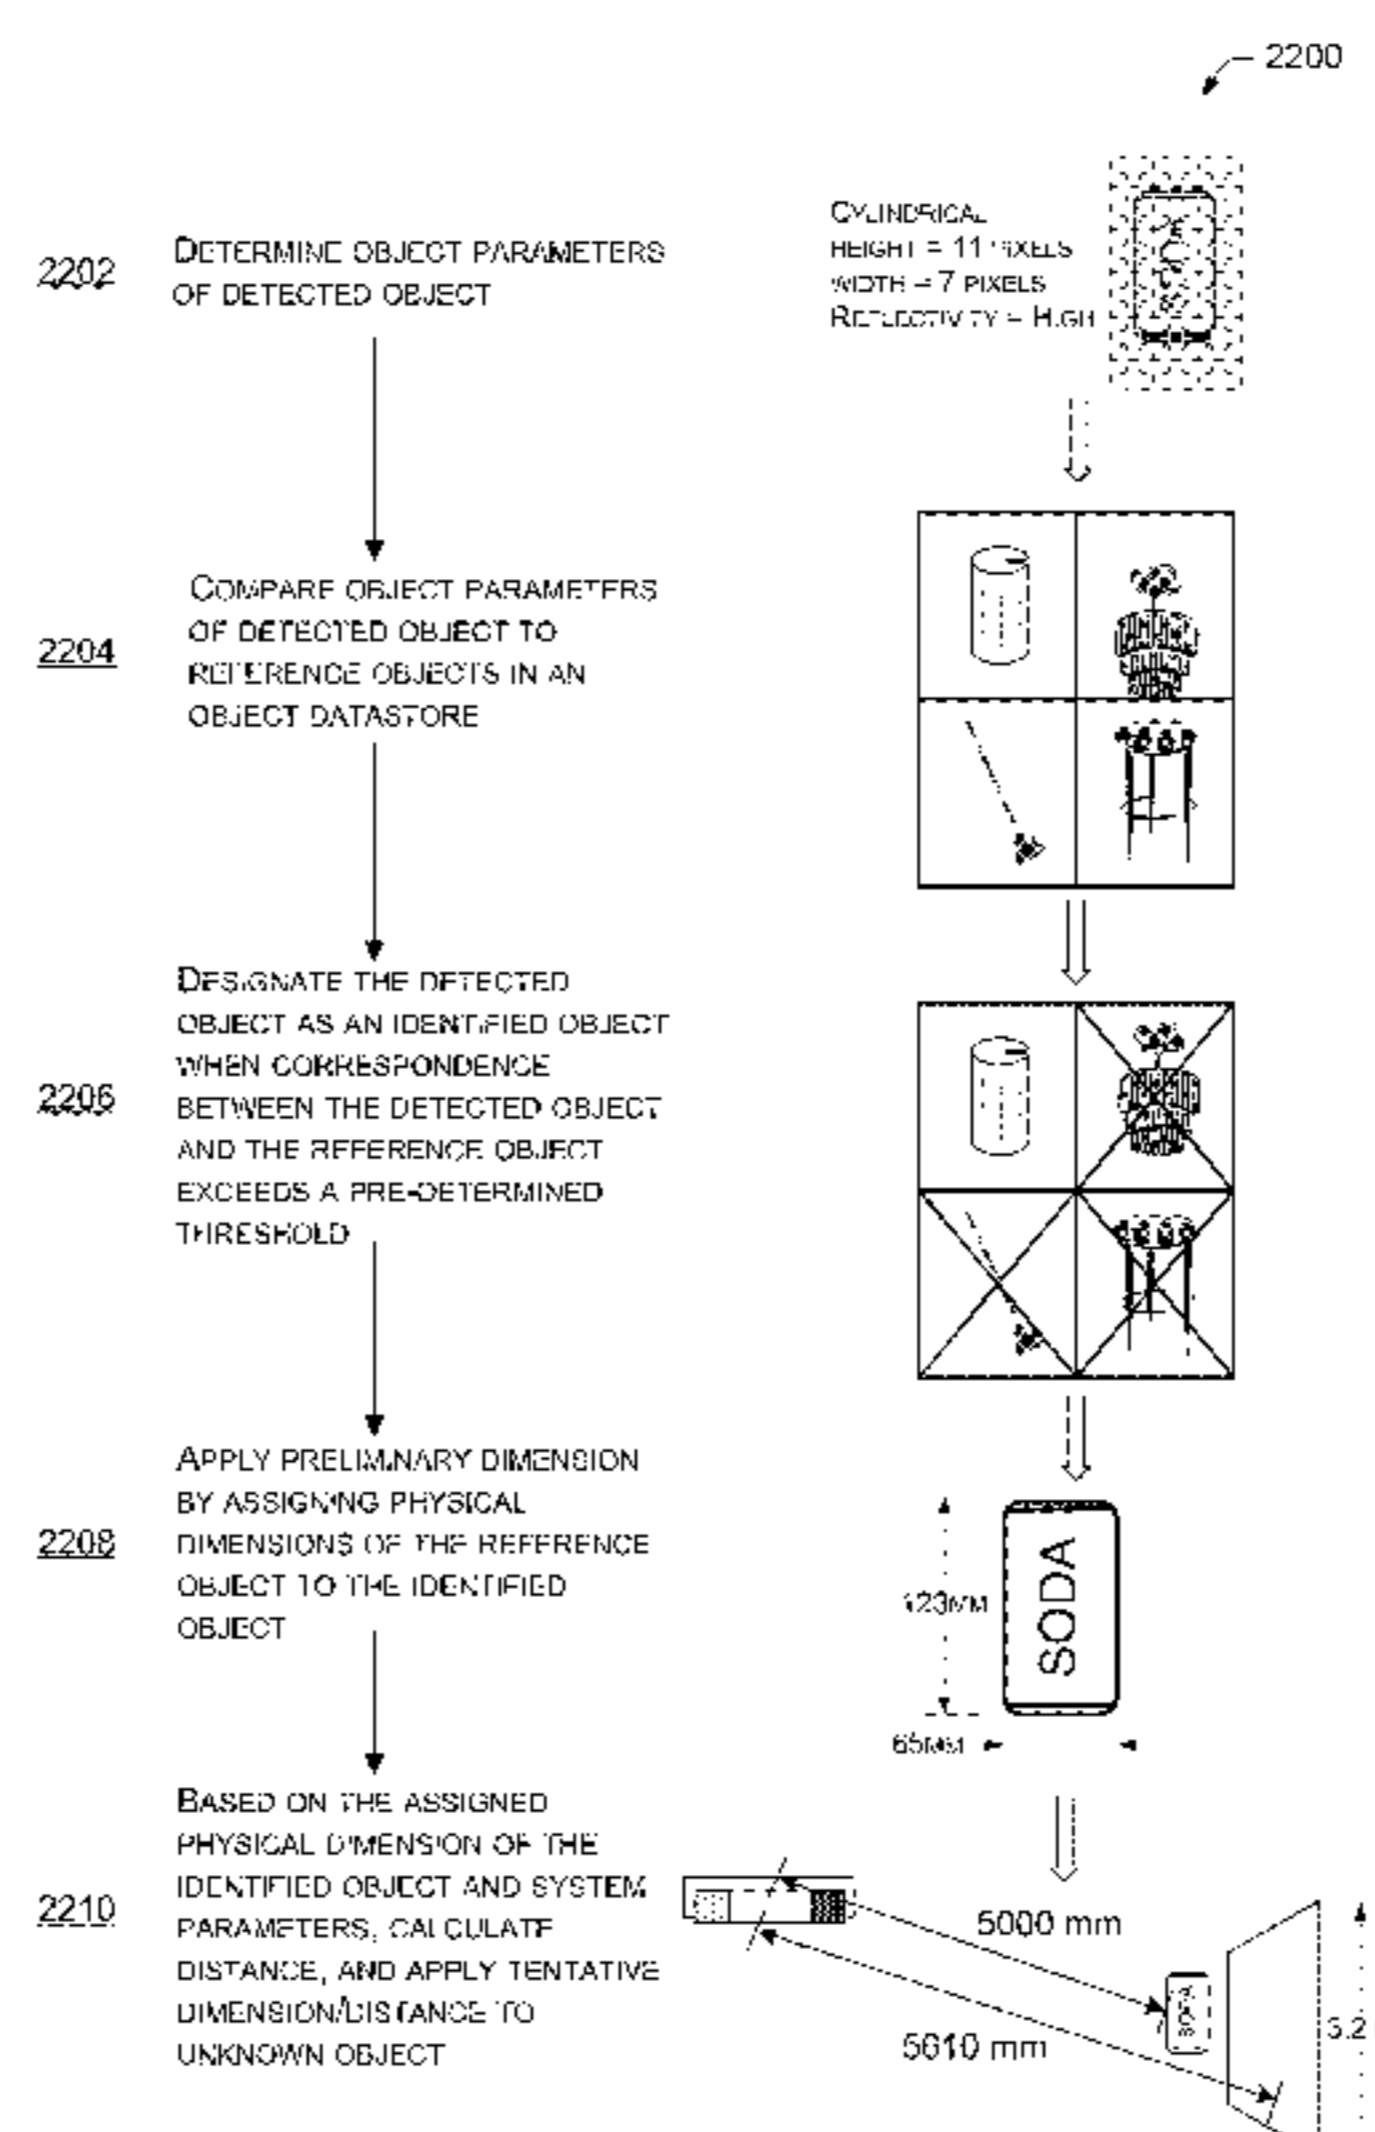 2200
2202
DETERMINE OBJECT PARAMETERS
OF DETECTED OBJECT
CYLINDRICAL
HEIGHT = 11 PIXELS
WIDTH = 7 PIXELS
REFLECTIVITY = HIGH
2204
COMPARE OBJECT PARAMETERS
OF DETECTED OBJECT TO
REFERENCE OBJECTS IN AN
OBJECT DATASTORE
2206
DESIGNATE THE DETECTED
OBJECT AS AN IDENTIFIED OBJECT
WHEN CORRESPONDENCE
BETWEEN THE DETECTED OBJECT
AND THE REFERENCE OBJECT
EXCEEDS A PRE-DETERMINED
THRESHOLD
2208
APPLY PRELIMINARY DIMENSION
BY ASSIGNING PHYSICAL
DIMENSIONS OF THE REFERENCE
OBJECT TO THE IDENTIFIED
OBJECT
123MM
SODA
65MM
2210
BASED ON THE ASSIGNED
PHYSICAL DIMENSION OF THE
IDENTIFIED OBJECT AND SYSTEM
PARAMETERS, CALCULATE
DISTANCE, AND APPLY TENTATIVE
DIMENSION/DISTANCE TO
UNKNOWN OBJECT
5000 mm
SODA
5610 mm